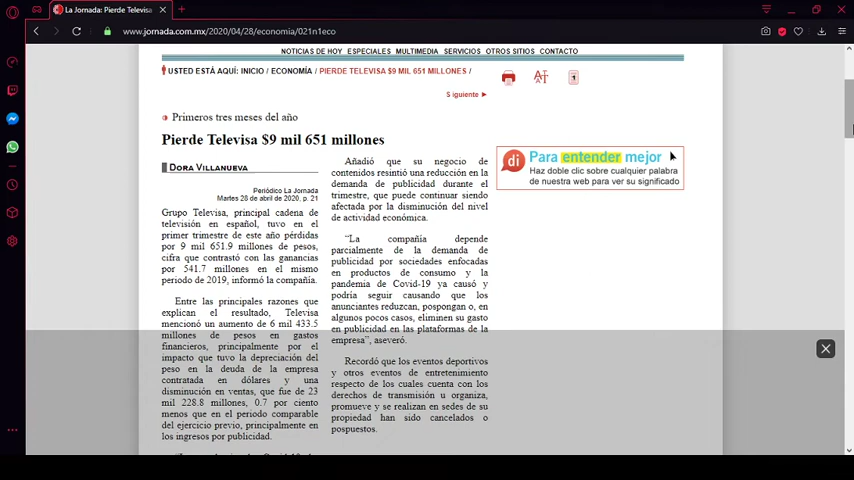 La Jornada: Pierde Televisa
www.jornada.com.mx/2020/04/28/economia/021n1eco
NOTICIAS DE HOY ESPECIALES MULTIMEDIA SERVICIOS OTROS SITIOS CONTACTO
USTED ESTÁ AQUÍ: INICIO / ECONOMÍA / PIERDE TELEVISA $9 MIL 651 MILLONES /
Siguiente
Primeros tres meses del año
Pierde Televisa $9 mil 651 millones
DORA VILLANUEVA
Periódico La Jornada
Martes 28 de abril de 2020, p. 21
Grupo Televisa, principal cadena de
televisión en español, tuvo en el
primer trimestre de este año pérdidas
por 9 mil 651.9 millones de pesos,
cifra que contrastó con las ganancias
por 541.7 millones en el mismo
periodo de 2019, informó la compañía.
Entre las principales razones que
explican el resultado, Televisa
mencionó un aumento de 6 mil 433.5
millones de pesos en gastos
financieros, principalmente por el
impacto que tuvo la depreciación del
peso en la deuda de la empresa
contratada en dólares y una
disminución en ventas, que fue de 23
mil 228.8 millones, 0.7 por ciento
menos que en el periodo comparable
del ejercicio previo, principalmente en
los ingresos por publicidad.
Añadió que su negocio de
contenidos resintió una reducción en la
demanda de publicidad durante el
trimestre, que puede continuar siendo
afectada por la disminución del nivel
de actividad económica.
“La compañía depende
parcialmente de la demanda de
publicidad por sociedades enfocadas
en productos de consumo y la
pandemia de Covid-19 ya causó y
podría seguir causando que los
anunciantes reduzcan, pospongan o, en
algunos pocos casos, eliminen su gasto
en publicidad en las plataformas de la
empresa”, aseveró.
Recordó que los eventos deportivos
y otros eventos de entretenimiento
respecto de los cuales cuenta con los
derechos de transmisión u organiza,
promueve y se realizan en sedes de su
propiedad han sido cancelados o
pospuestos.
di Para entender mejor
Haz doble clic sobre cualquier palabra
de nuestra web para ver su significado